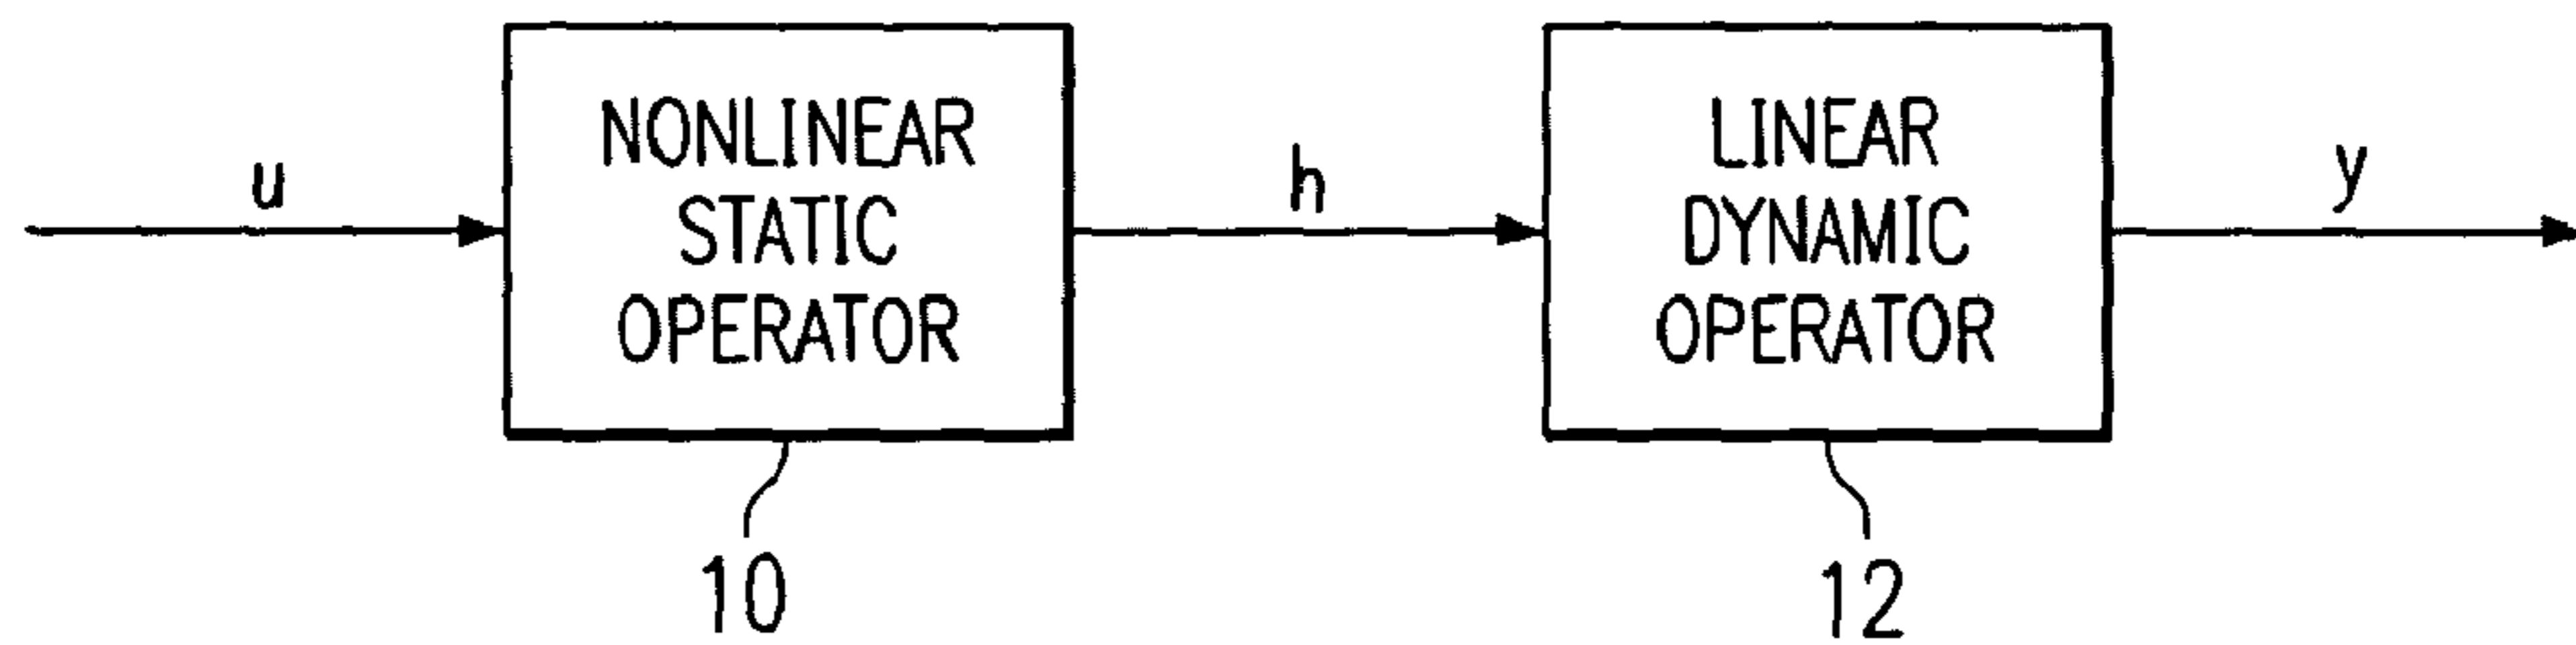 u
NONLINEAR
STATIC
OPERATOR
10
h
LINEAR
DYNAMIC
OPERATOR
12
y